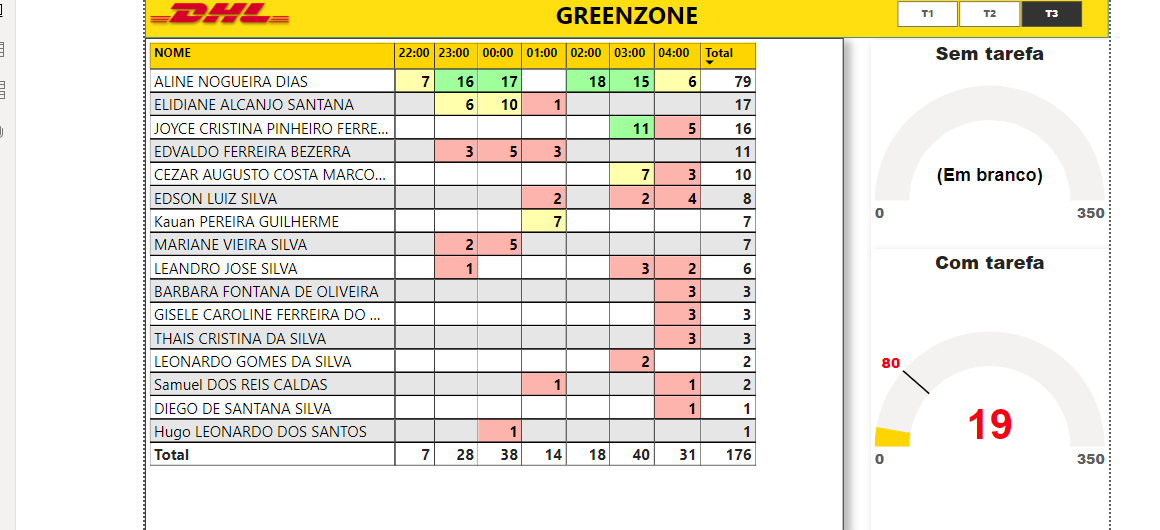 DHL GREENZONE T1 T2 T3
NOME 22:00 23:00 00:00 01:00 02:00 03:00 04:00 Total
ALINE NOGUEIRA DIAS 7 16 17 18 15 6 79
ELIDIANE ALCANJO SANTANA 6 10 1 17
JOYCE CRISTINA PINHEIRO FERRE... 11 5 16
EDVALDO FERREIRA BEZERRA 3 5 3 11
CEZAR AUGUSTO COSTA MARCO... 7 3 10
EDSON LUIZ SILVA 2 2 4 8
Kauan PEREIRA GUILHERME 7 7
MARIANE VIEIRA SILVA 2 5 7
LEANDRO JOSE SILVA 1 3 2 6
BARBARA FONTANA DE OLIVEIRA 3 3
GISELE CAROLINE FERREIRA DO ... 3 3
THAIS CRISTINA DA SILVA 3 3
LEONARDO GOMES DA SILVA 2 2
Samuel DOS REIS CALDAS 1 1 2
DIEGO DE SANTANA SILVA 1 1
Hugo LEONARDO DOS SANTOS 1 1
Total 7 28 38 14 18 40 31 176
Sem tarefa
(Em branco)
0 350
Com tarefa
80
19
0 350